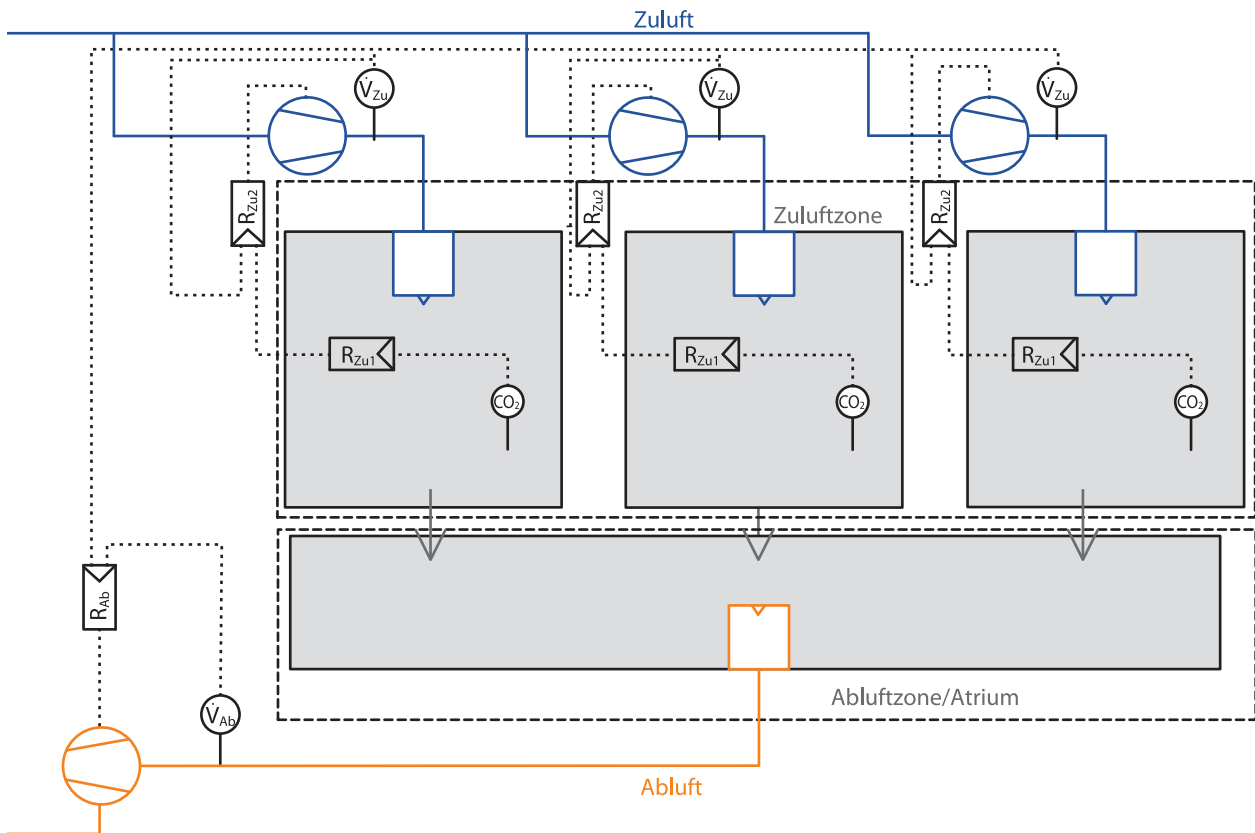 Zuluft
V̇Zu
V̇Zu
V̇Zu
RZu2
RZu2
RZu2
Zuluftzone
RZu1
RZu1
RZu1
CO₂
CO₂
CO₂
RAb
V̇Ab
Abluftzone/Atrium
Abluft